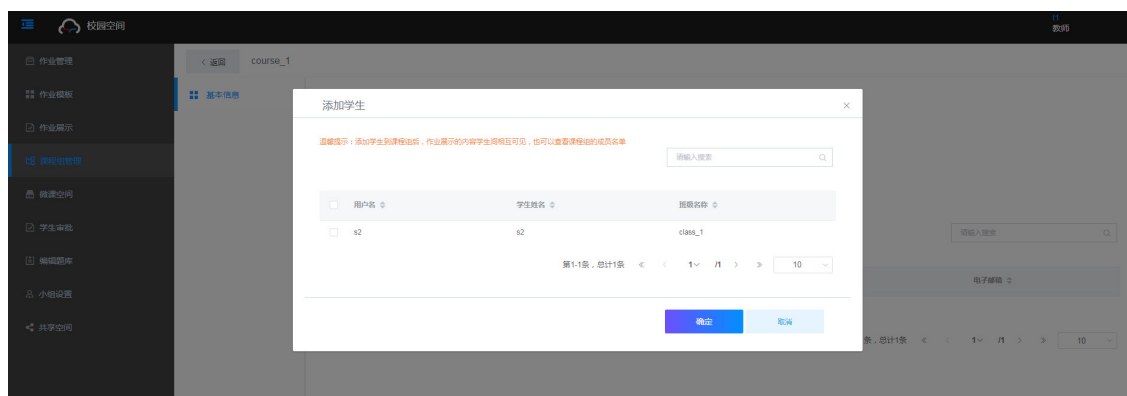 校园空间
11
教师
作业管理
作业模板
作业展示
课程组管理
微课空间
学生审批
编辑题库
小组设置
共享空间
< 返回 course_1
基本信息
添加学生 ×
温馨提示：添加学生到课程组后，作业展示的内容学生间相互可见，也可以查看课程组的成员名单
请输入搜索
用户名 学生姓名 班级名称
s2 s2 class_1
第1-1条，总计1条 « < 1 /1 > » 10
确定 取消
请输入搜索
电子邮箱
条，总计1条 « < 1 /1 > » 10